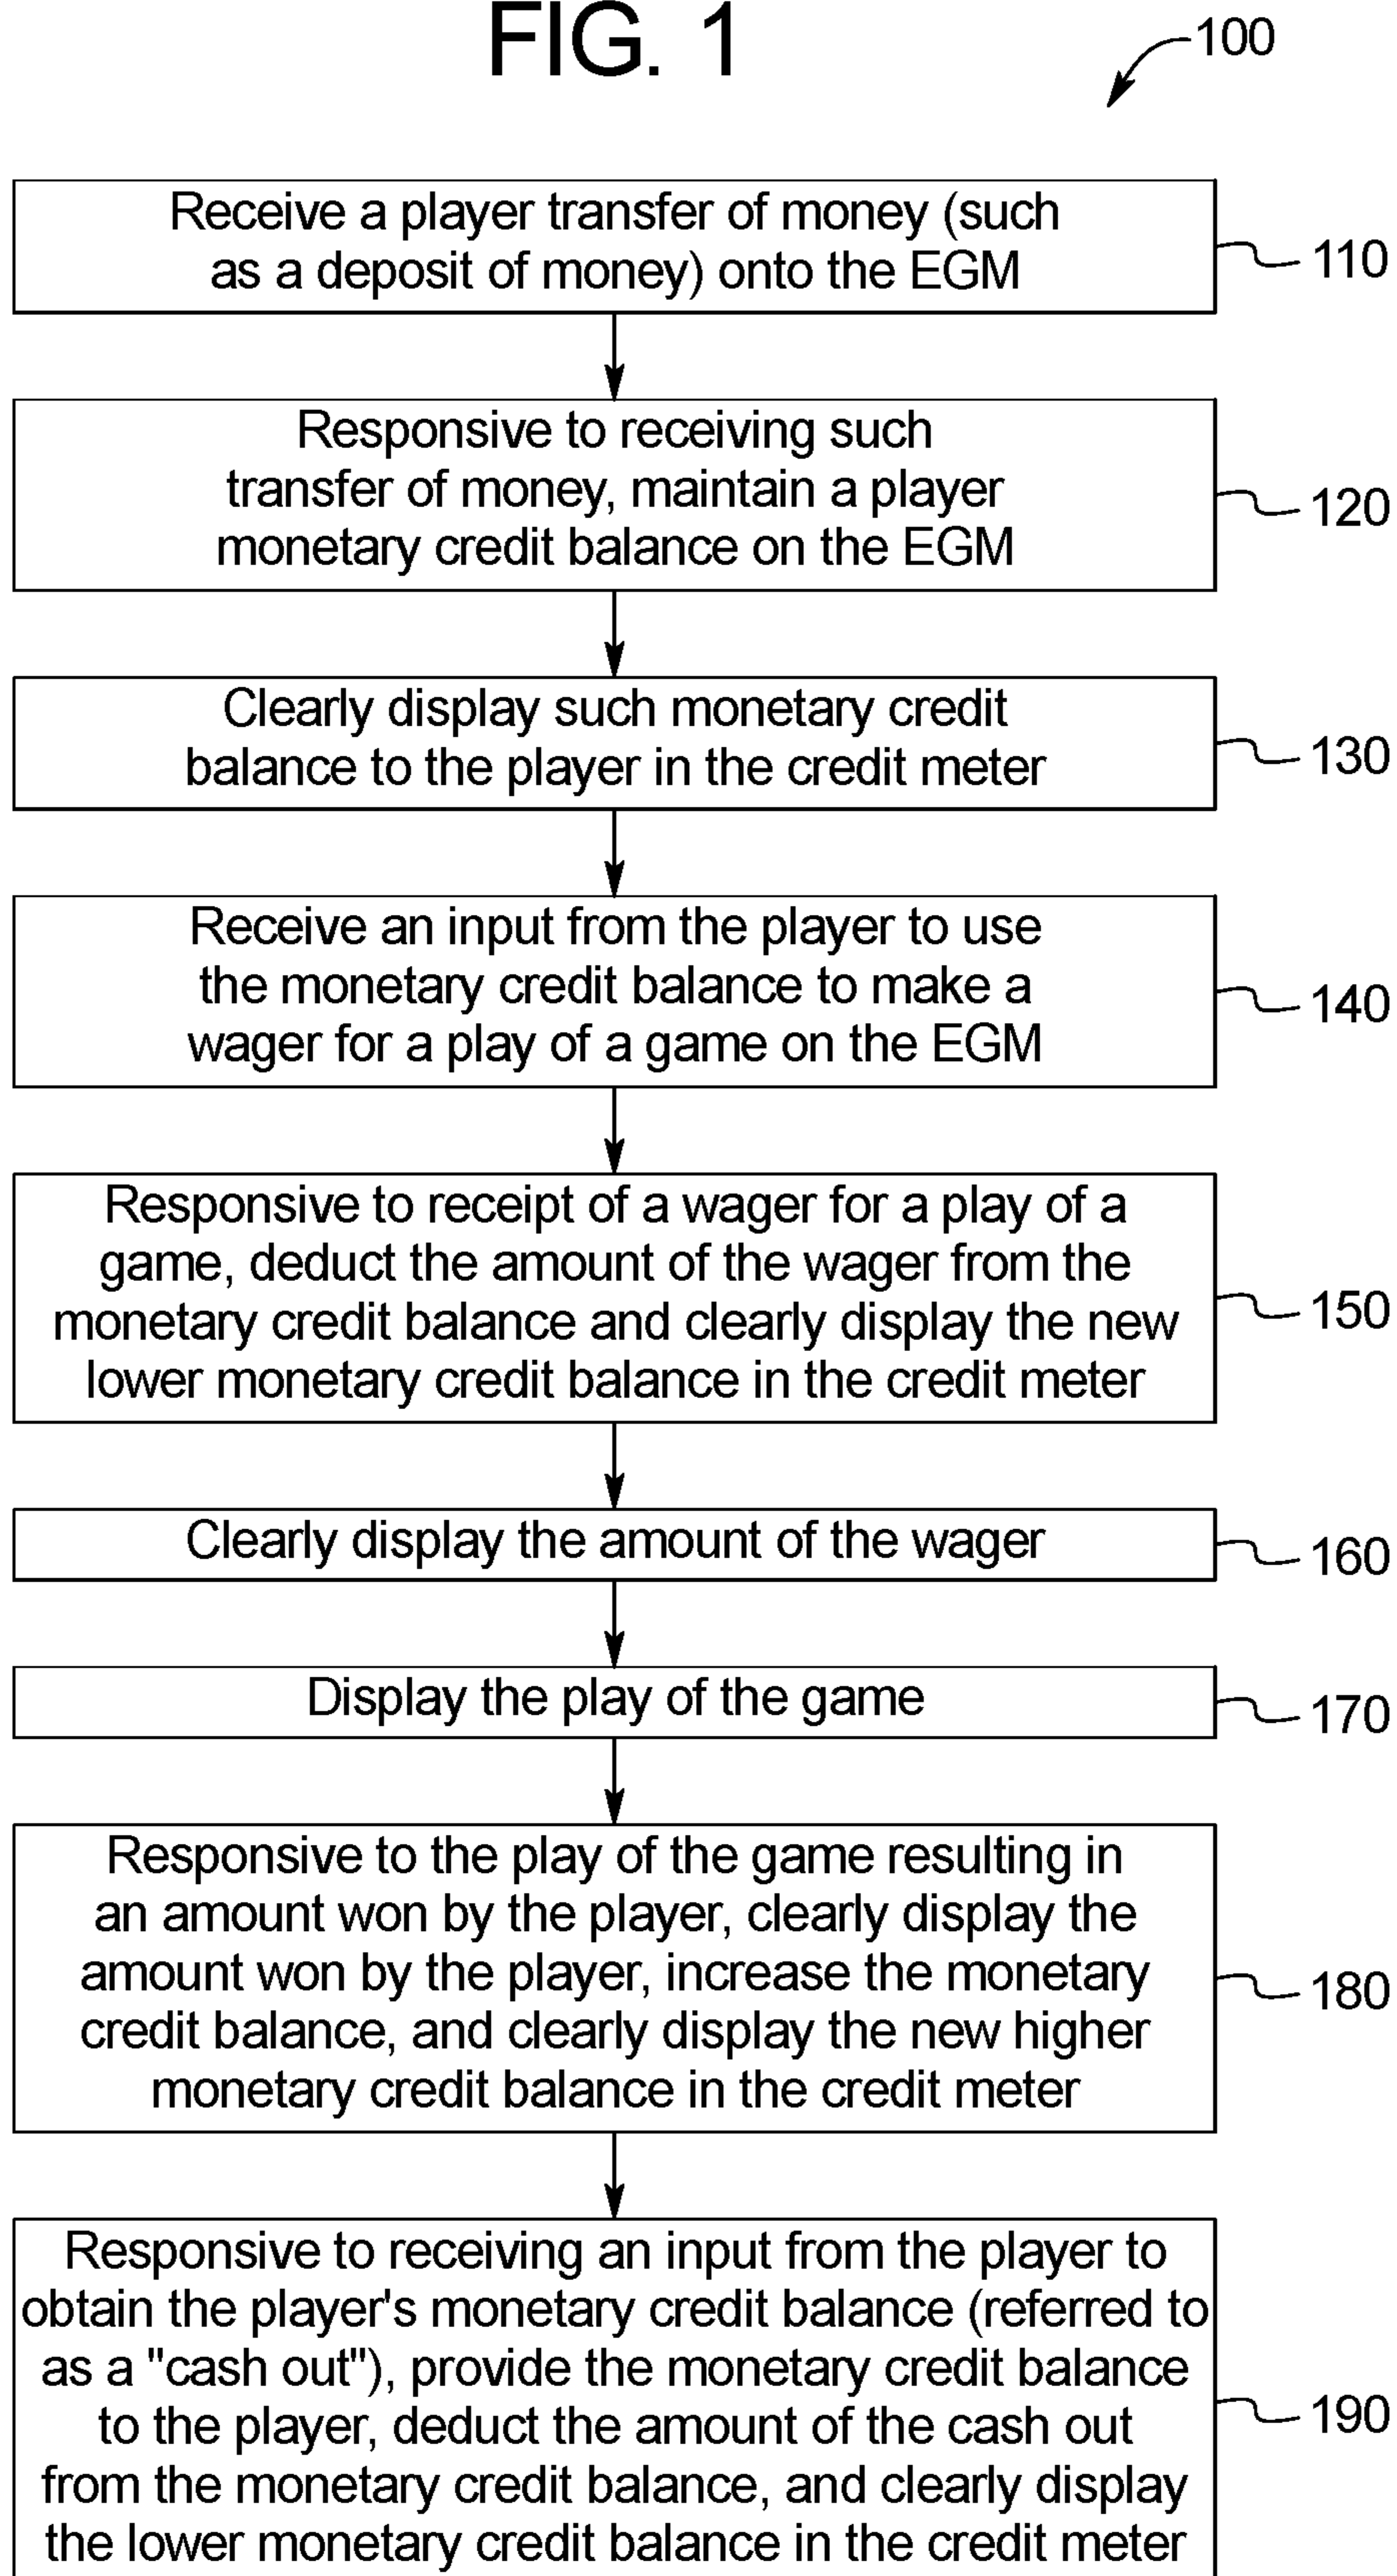 FIG. 1
100
Receive a player transfer of money (such
as a deposit of money) onto the EGM
110
Responsive to receiving such
transfer of money, maintain a player
monetary credit balance on the EGM
120
Clearly display such monetary credit
balance to the player in the credit meter
130
Receive an input from the player to use
the monetary credit balance to make a
wager for a play of a game on the EGM
140
Responsive to receipt of a wager for a play of a
game, deduct the amount of the wager from the
monetary credit balance and clearly display the new
lower monetary credit balance in the credit meter
150
Clearly display the amount of the wager
160
Display the play of the game
170
Responsive to the play of the game resulting in
an amount won by the player, clearly display the
amount won by the player, increase the monetary
credit balance, and clearly display the new higher
monetary credit balance in the credit meter
180
Responsive to receiving an input from the player to
obtain the player's monetary credit balance (referred to
as a "cash out"), provide the monetary credit balance
to the player, deduct the amount of the cash out
from the monetary credit balance, and clearly display
the lower monetary credit balance in the credit meter
190